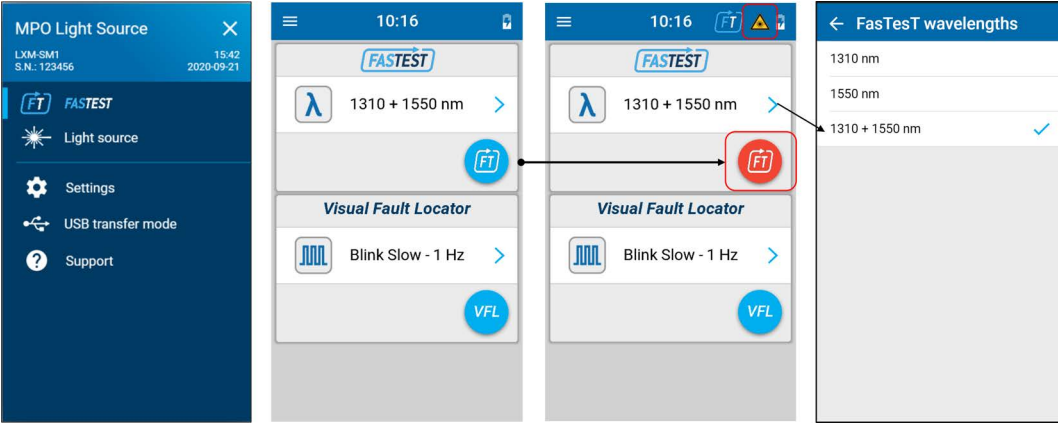 MPO Light Source
LXM-SM1 15:42
S.N.: 123456 2020-09-21
FT FASTEST
Light source
Settings
USB transfer mode
? Support
10:16
FASTEST
λ 1310 + 1550 nm
FT
Visual Fault Locator
Blink Slow - 1 Hz
VFL
10:16 FT
FASTEST
λ 1310 + 1550 nm
FT
Visual Fault Locator
Blink Slow - 1 Hz
VFL
FasTesT wavelengths
1310 nm
1550 nm
1310 + 1550 nm